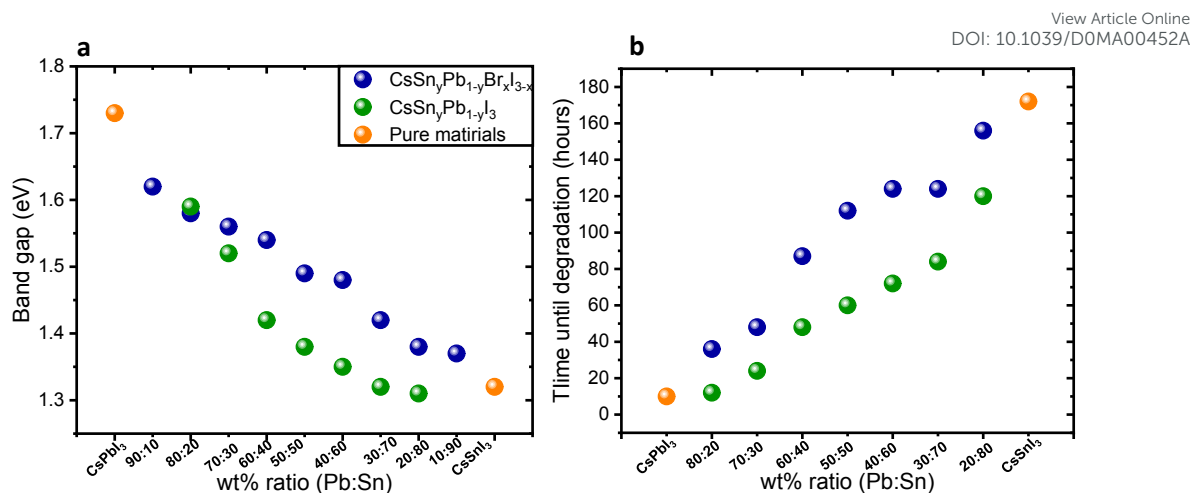 View Article Online
DOI: 10.1039/D0MA00452A
a
1.8
1.7
1.6
1.5
1.4
1.3
Band gap (eV)
CsSnyPb1-yBrxI3-x
CsSnyPb1-yI3
Pure matirials
CsPbI3
90:10
80:20
70:30
60:40
50:50
40:60
30:70
20:80
10:90
CsSnI3
wt% ratio (Pb:Sn)
b
180
160
140
120
100
80
60
40
20
0
TIime until degradation (hours)
CsPbI3
80:20
70:30
60:40
50:50
40:60
30:70
20:80
CsSnI3
wt% ratio (Pb:Sn)